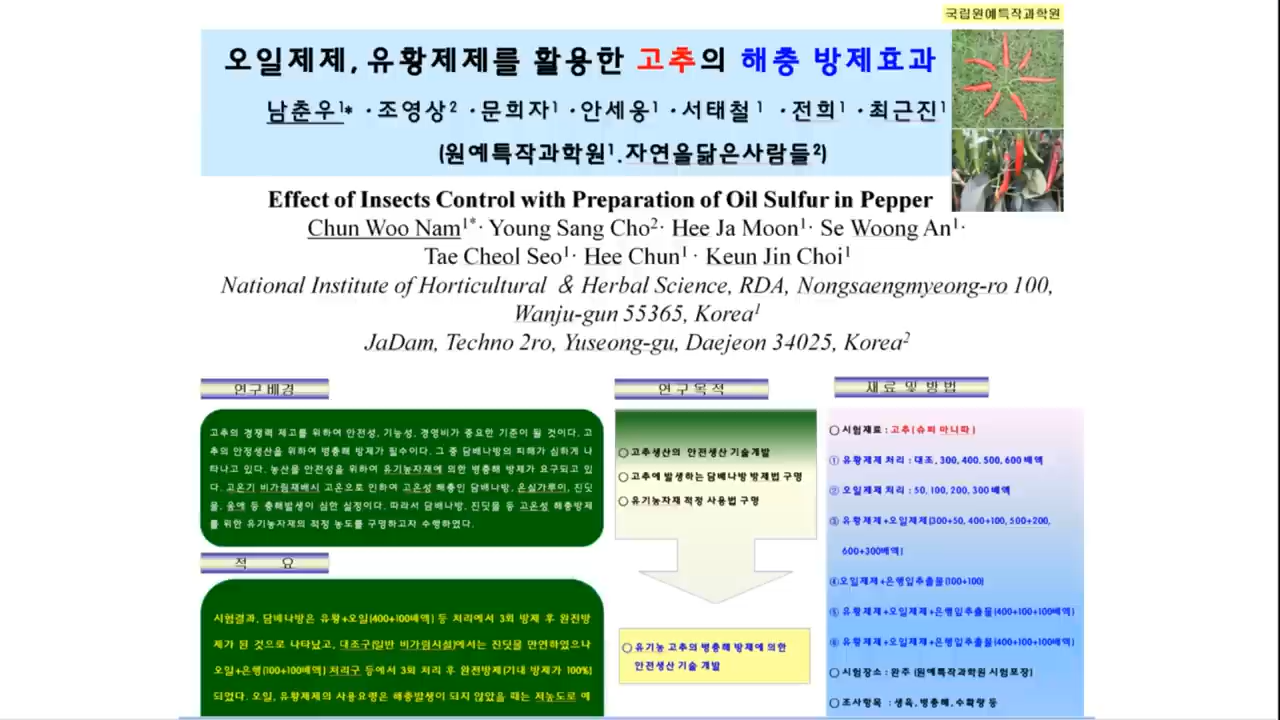 국립원예특작과학원
오일제제, 유황제제를 활용한 고추의 해충 방제효과
남춘우¹* · 조영상² · 문희자¹ · 안세웅¹ · 서태철¹ · 전희¹ · 최근진¹
(원예특작과학원¹.자연을닮은사람들²)
Effect of Insects Control with Preparation of Oil Sulfur in Pepper
Chun Woo Nam¹*· Young Sang Cho²· Hee Ja Moon¹· Se Woong An¹·
Tae Cheol Seo¹· Hee Chun¹ · Keun Jin Choi¹
National Institute of Horticultural & Herbal Science, RDA, Nongsaengmyeong-ro 100,
Wanju-gun 55365, Korea¹
JaDam, Techno 2ro, Yuseong-gu, Daejeon 34025, Korea²
연구배경
고추의 경쟁력 제고를 위하여 안전성, 기능성, 경영비가 중요한 기준이 될 것이다. 고
추의 안정생산을 위하여 병충해 방제가 필수이다. 그 중 담배나방의 피해가 심하게 나
타나고 있다. 농산물 안전성을 위하여 유기농자재에 의한 병충해 방제가 요구되고 있
다. 고온기 비가림재배시 고온으로 인하여 고온성 해충인 담배나방, 온실가루이, 진딧
물, 응애 등 충해발생이 심한 실정이다. 따라서 담배나방, 진딧물 등 고온성 해충방제
를 위한 유기농자재의 적정 농도를 구명하고자 수행하였다.
적 요
시험결과, 담배나방은 유황+오일(400+100배액) 등 처리에서 3회 방제 후 완전방
제가 된 것으로 나타났고, 대조구(일반 비가림시설)에서는 진딧물 만연하였으나
오일+은행(100+100배액) 처리구 등에서 3회 처리 후 완전방제(기내 방제가 100%)
되었다. 오일, 유황제제의 사용요령은 해충발생이 되지 않았을 때는 저농도로 예
연구목적
○ 고추생산의 안전생산 기술개발
○ 고추에 발생하는 담배나방 방제법 구명
○ 유기농자재 적정 사용법 구명
○ 유기농 고추의 병충해 방제에 의한
안전생산 기술 개발
재료 및 방법
○ 시험재료 : 고추(슈퍼 마니따)
① 유황제제 처리 : 대조, 300, 400. 500, 600 배액
② 오일제제 처리 : 50, 100, 200, 300 배액
③ 유황제제+오일제제(300+50, 400+100, 500+200,
600+300배액)
④오일제제+은행잎추출물(100+100)
⑤ 유황제제+오일제제+은행잎추출물(400+100+100배액)
⑥ 유황제제+오일제제+은행잎추출물(400+100+100배액)
○ 시험장소 : 완주 (원예특작과학원 시험포장)
○ 조사항목 : 생육, 병충해, 수확량 등